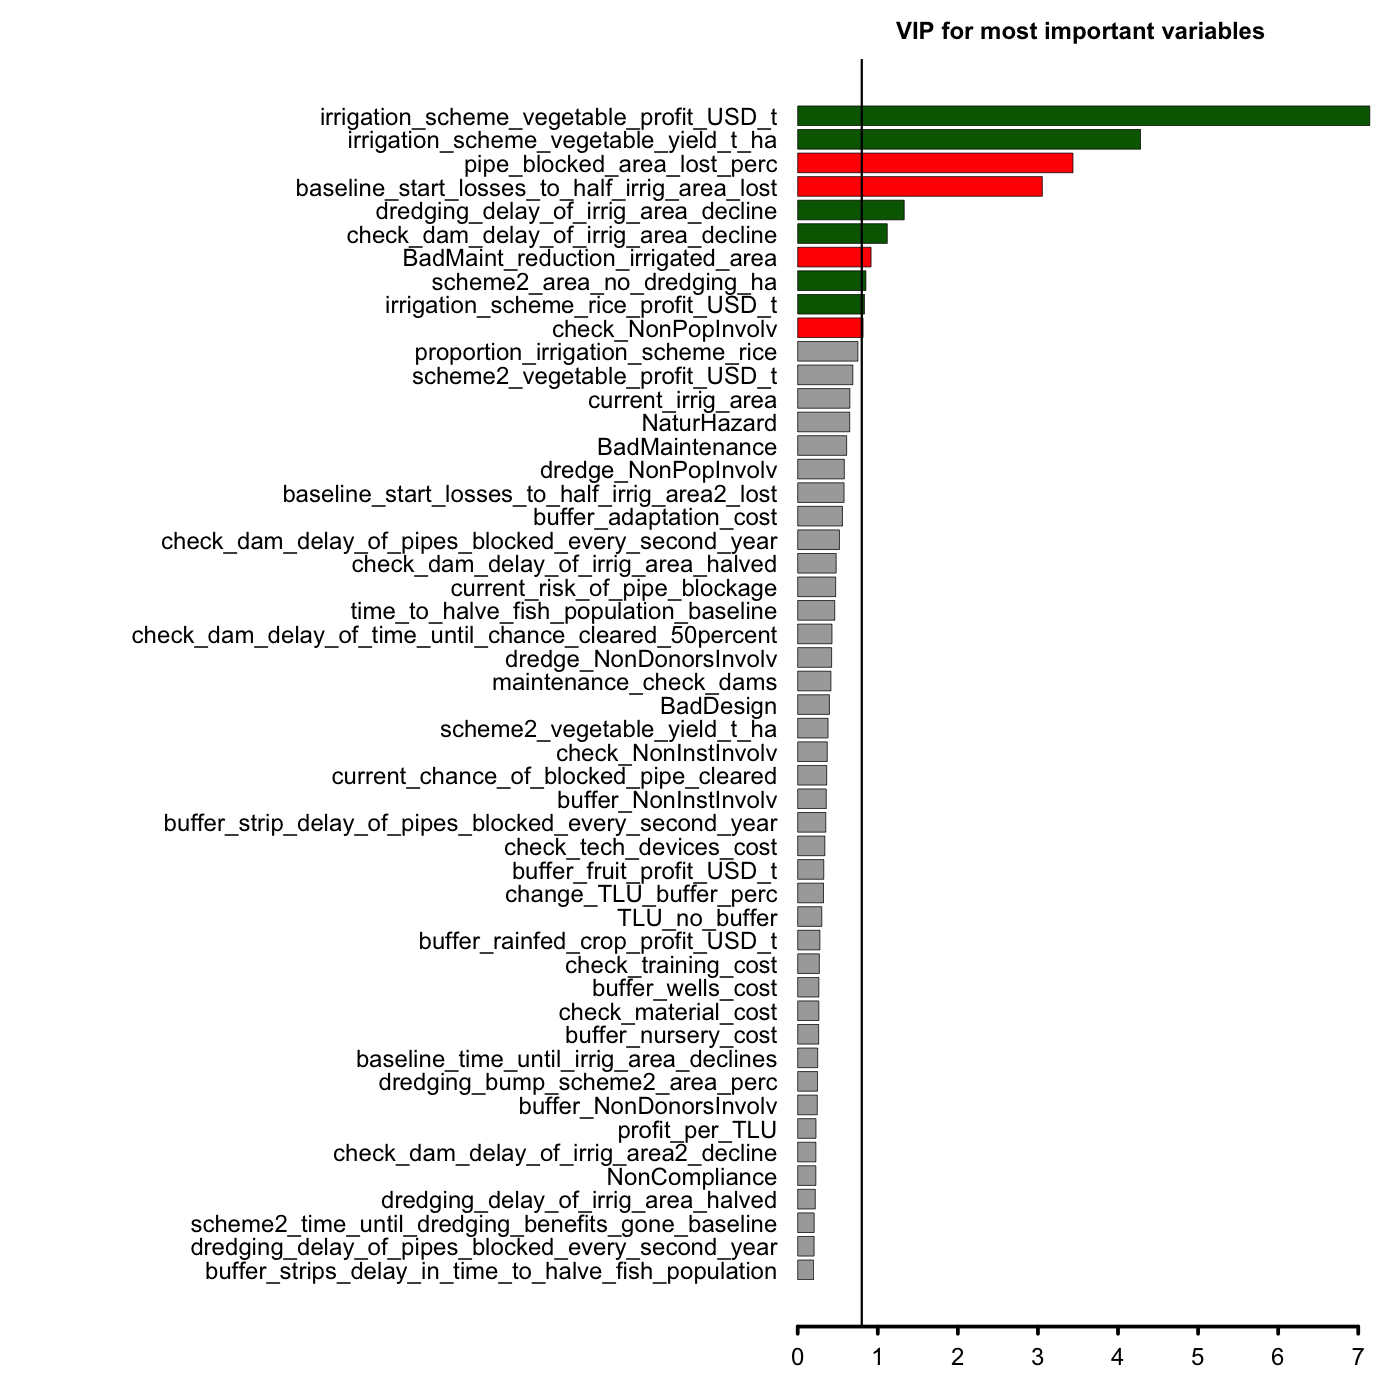 VIP for most important variables
irrigation_scheme_vegetable_profit_USD_t
irrigation_scheme_vegetable_yield_t_ha
pipe_blocked_area_lost_perc
baseline_start_losses_to_half_irrig_area_lost
dredging_delay_of_irrig_area_decline
check_dam_delay_of_irrig_area_decline
BadMaint_reduction_irrigated_area
scheme2_area_no_dredging_ha
irrigation_scheme_rice_profit_USD_t
check_NonPopInvolv
proportion_irrigation_scheme_rice
scheme2_vegetable_profit_USD_t
current_irrig_area
NaturHazard
BadMaintenance
dredge_NonPopInvolv
baseline_start_losses_to_half_irrig_area2_lost
buffer_adaptation_cost
check_dam_delay_of_pipes_blocked_every_second_year
check_dam_delay_of_irrig_area_halved
current_risk_of_pipe_blockage
time_to_halve_fish_population_baseline
check_dam_delay_of_time_until_chance_cleared_50percent
dredge_NonDonorsInvolv
maintenance_check_dams
BadDesign
scheme2_vegetable_yield_t_ha
check_NonInstInvolv
current_chance_of_blocked_pipe_cleared
buffer_NonInstInvolv
buffer_strip_delay_of_pipes_blocked_every_second_year
check_tech_devices_cost
buffer_fruit_profit_USD_t
change_TLU_buffer_perc
TLU_no_buffer
buffer_rainfed_crop_profit_USD_t
check_training_cost
buffer_wells_cost
check_material_cost
buffer_nursery_cost
baseline_time_until_irrig_area_declines
dredging_bump_scheme2_area_perc
buffer_NonDonorsInvolv
profit_per_TLU
check_dam_delay_of_irrig_area2_decline
NonCompliance
dredging_delay_of_irrig_area_halved
scheme2_time_until_dredging_benefits_gone_baseline
dredging_delay_of_pipes_blocked_every_second_year
buffer_strips_delay_in_time_to_halve_fish_population
0 1 2 3 4 5 6 7